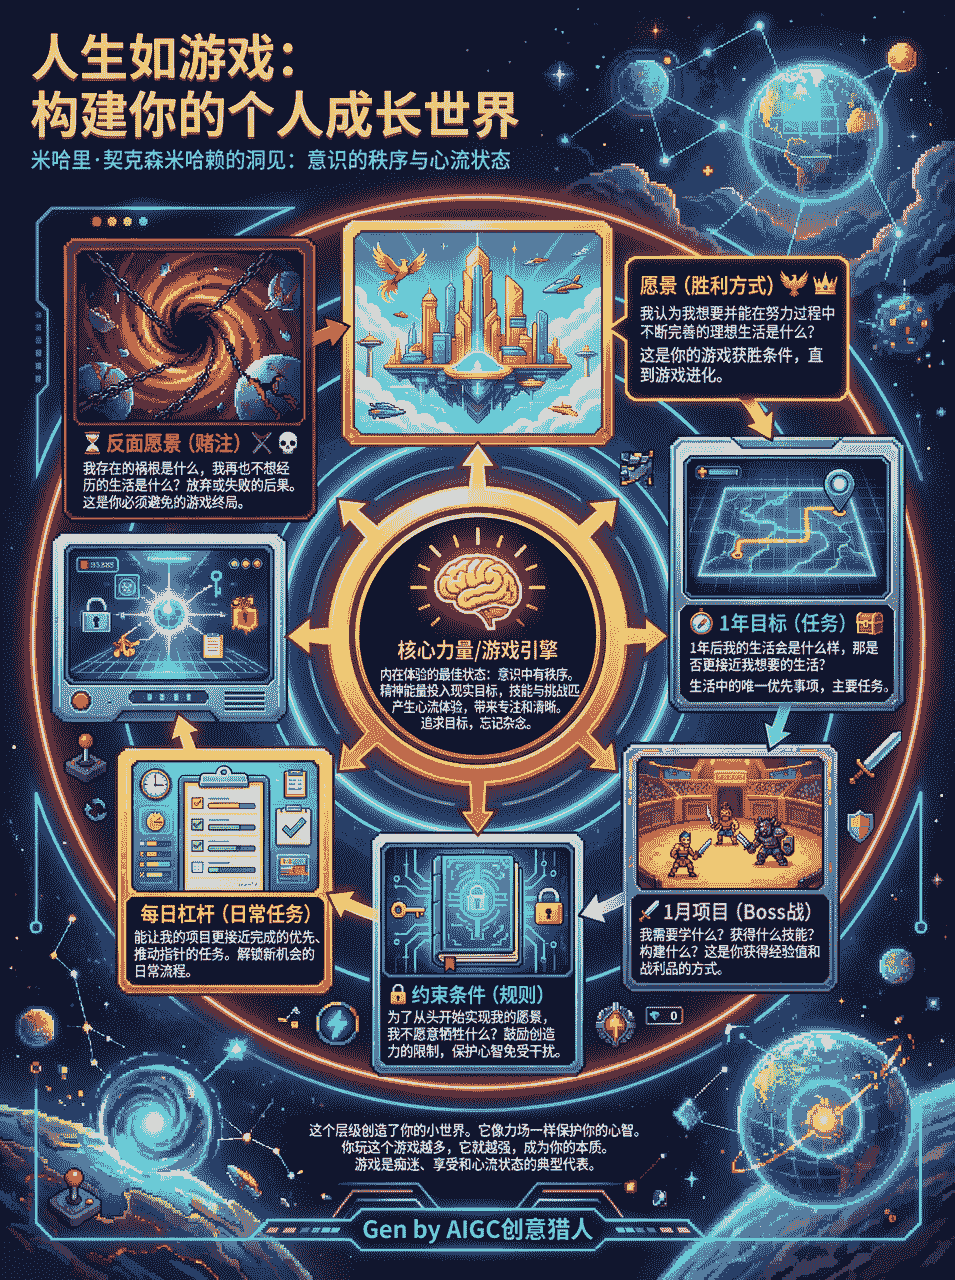 人生如游戏：
构建你的个人成长世界
米哈里·契克森米哈赖的洞见：意识的秩序与心流状态
反面愿景（赌注）
我存在的祸根是什么，我再也不想经
历的生活是什么？放弃或失败的后果。
这是你必须避免的游戏终局。
愿景（胜利方式）
我认为我想要并能在努力过程中
不断完善的理想生活是什么？
这是你的游戏获胜条件，直
到游戏进化。
1年目标（任务）
1年后我的生活会是什么样，那是
否更接近我想要的生活？
生活中的唯一优先事项，主要任务。
核心力量/游戏引擎
内在体验的最佳状态：意识中有秩序。
精神能量投入现实目标，技能与挑战匹
产生心流体验，带来专注和清晰。
追求目标，忘记杂念。
1月项目（Boss战）
我需要学什么？获得什么技能？
构建什么？这是你获得经验值和
战利品的方式。
每日杠杆（日常任务）
能让我的项目更接近完成的优先、
推动指针的任务。解锁新机会的
日常流程。
约束条件（规则）
为了从头开始实现我的愿景，
我不愿意牺牲什么？鼓励创造
力的限制，保护心智免受干扰。
0
这个层级创造了你的小世界。它像力场一样保护你的心智。
你玩这个游戏越多，它就越强，成为你的本质。
游戏是痴迷、享受和心流状态的典型代表。
Gen by AIGC创意猎人